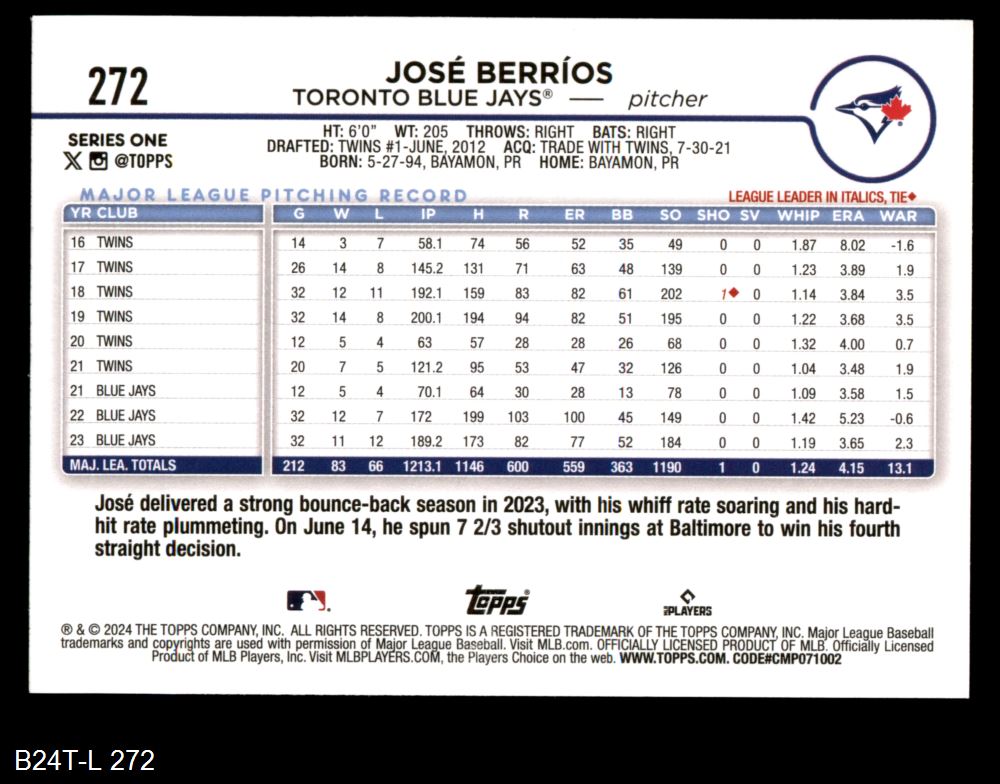 272
JOSÉ BERRÍOS
TORONTO BLUE JAYS® — pitcher
SERIES ONE
@TOPPS
HT: 6'0" WT: 205 THROWS: RIGHT BATS: RIGHT
DRAFTED: TWINS #1-JUNE, 2012 ACQ: TRADE WITH TWINS, 7-30-21
BORN: 5-27-94, BAYAMON, PR HOME: BAYAMON, PR
MAJOR LEAGUE PITCHING RECORD
LEAGUE LEADER IN ITALICS, TIE♦
YR CLUB G W L IP H R ER BB SO SHO SV WHIP ERA WAR
16 TWINS 14 3 7 58.1 74 56 52 35 49 0 0 1.87 8.02 -1.6
17 TWINS 26 14 8 145.2 131 71 63 48 139 0 0 1.23 3.89 1.9
18 TWINS 32 12 11 192.1 159 83 82 61 202 1♦ 0 1.14 3.84 3.5
19 TWINS 32 14 8 200.1 194 94 82 51 195 0 0 1.22 3.68 3.5
20 TWINS 12 5 4 63 57 28 28 26 68 0 0 1.32 4.00 0.7
21 TWINS 20 7 5 121.2 95 53 47 32 126 0 0 1.04 3.48 1.9
21 BLUE JAYS 12 5 4 70.1 64 30 28 13 78 0 0 1.09 3.58 1.5
22 BLUE JAYS 32 12 7 172 199 103 100 45 149 0 0 1.42 5.23 -0.6
23 BLUE JAYS 32 11 12 189.2 173 82 77 52 184 0 0 1.19 3.65 2.3
MAJ. LEA. TOTALS 212 83 66 1213.1 1146 600 559 363 1190 1 0 1.24 4.15 13.1
José delivered a strong bounce-back season in 2023, with his whiff rate soaring and his hard-
hit rate plummeting. On June 14, he spun 7 2/3 shutout innings at Baltimore to win his fourth
straight decision.
topps®
MLB PLAYERS
® & © 2024 THE TOPPS COMPANY, INC. ALL RIGHTS RESERVED. TOPPS IS A REGISTERED TRADEMARK OF THE TOPPS COMPANY, INC. Major League Baseball
trademarks and copyrights are used with permission of Major League Baseball. Visit MLB.com. OFFICIALLY LICENSED PRODUCT OF MLB. Officially Licensed
Product of MLB Players, Inc. Visit MLBPLAYERS.COM, the Players Choice on the web. WWW.TOPPS.COM. CODE#CMP071002
B24T-L 272